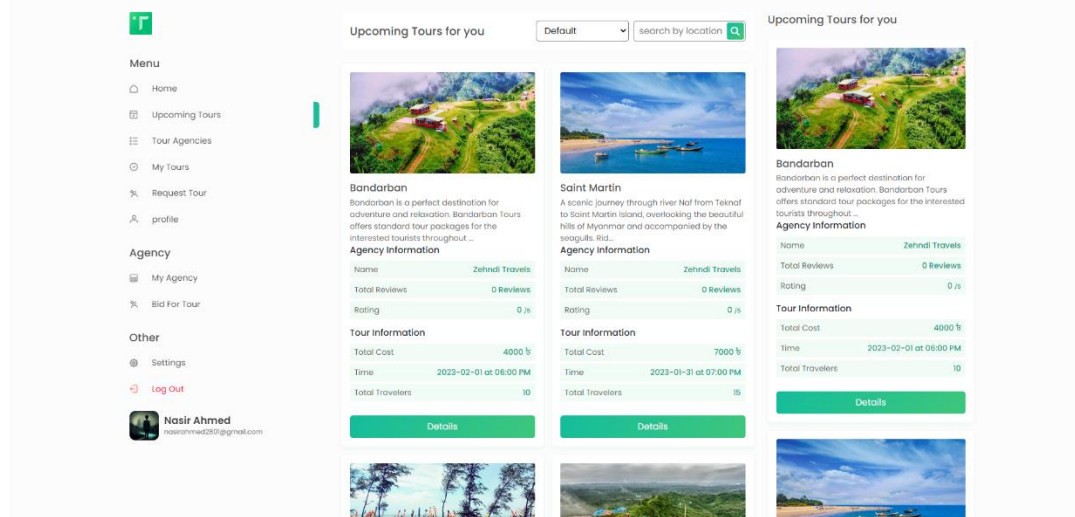 Menu
Home
Upcoming Tours
Tour Agencies
My Tours
Request Tour
profile
Agency
My Agency
Bid For Tour
Other
Settings
Log Out
Nasir Ahmed
nasirahmed2801@gmail.com
Upcoming Tours for you
Default
search by location
Bandarban
Bandarban is a perfect destination for
adventure and relaxation. Bandarban Tours
offers standard tour packages for the
interested tourists throughout ...
Agency Information
Name Zehndi Travels
Total Reviews 0 Reviews
Rating 0 /5
Tour Information
Total Cost 4000 ৳
Time 2023-02-01 at 06:00 PM
Total Travelers 10
Details
Saint Martin
A scenic journey through river Naf from Teknaf
to Saint Martin Island, overlooking the beautiful
hills of Myanmar and accompanied by the
seagulls. Rid...
Agency Information
Name Zehndi Travels
Total Reviews 0 Reviews
Rating 0 /5
Tour Information
Total Cost 7000 ৳
Time 2023-01-31 at 07:00 PM
Total Travelers 15
Details
Upcoming Tours for you
Bandarban
Bandarban is a perfect destination for
adventure and relaxation. Bandarban Tours
offers standard tour packages for the interested
tourists throughout ...
Agency Information
Name Zehndi Travels
Total Reviews 0 Reviews
Rating 0 /5
Tour Information
Total Cost 4000 ৳
Time 2023-02-01 at 06:00 PM
Total Travelers 10
Details